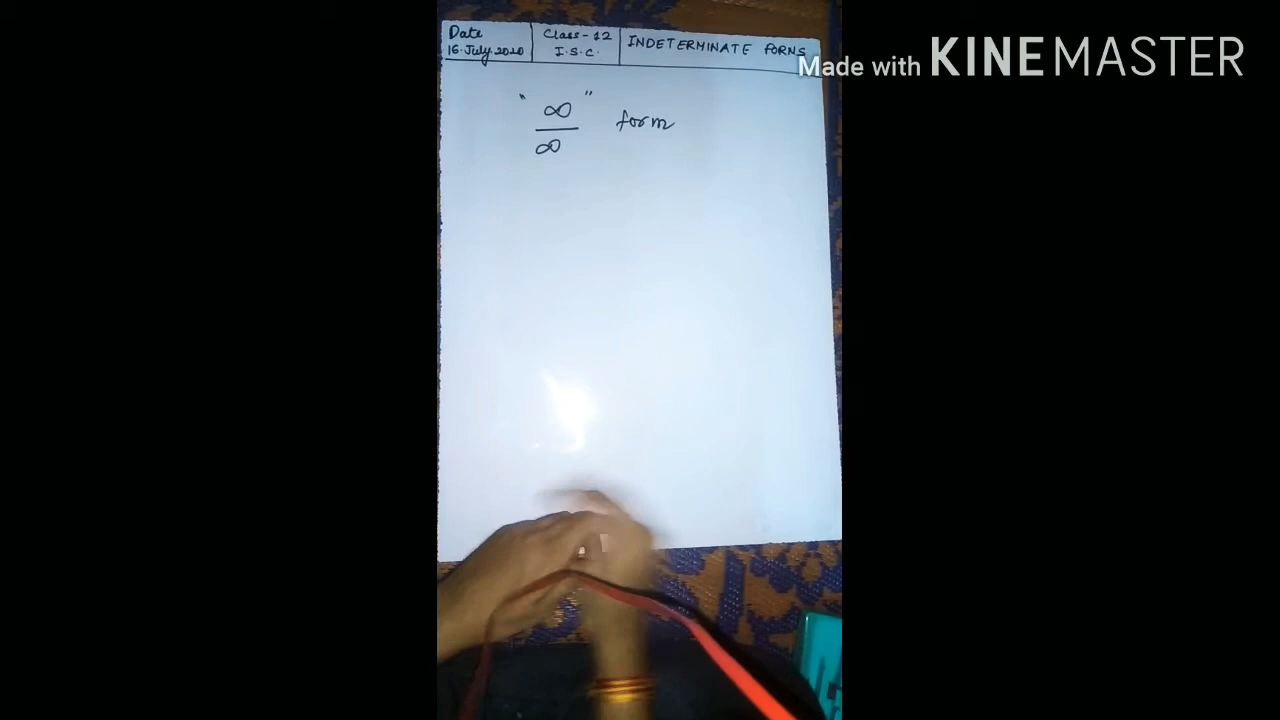 Date
16.July.2020
Class-12
I.S.C.
INDETERMINATE FORMS
Made with KINEMASTER
" ∞ " form
∞